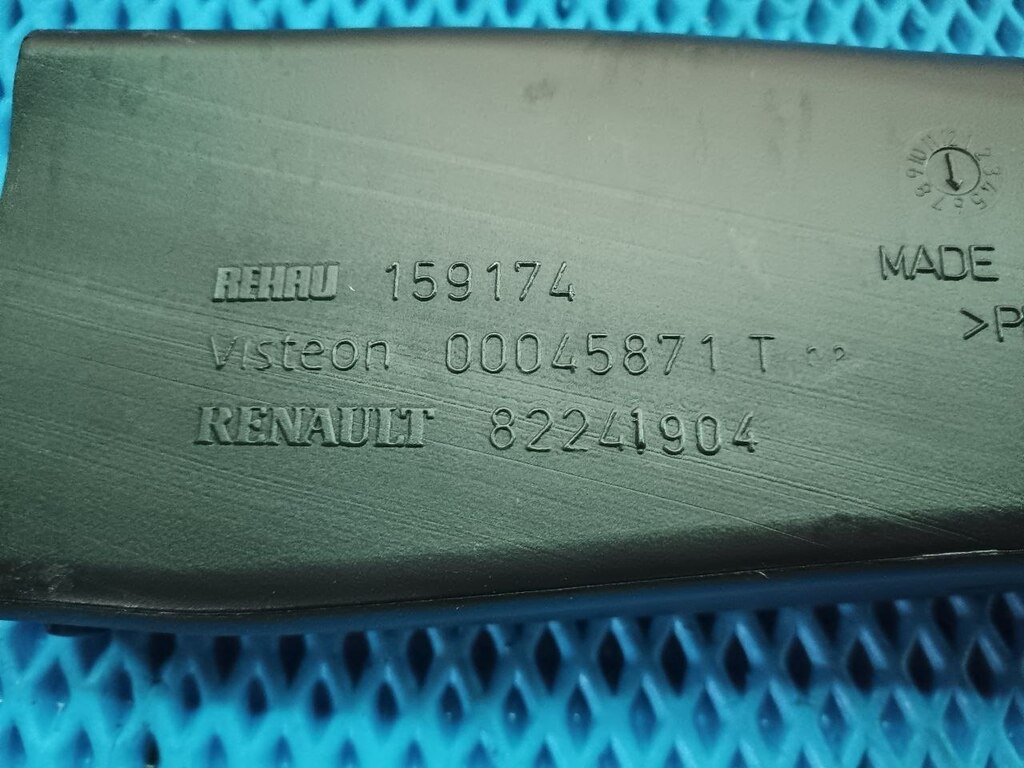 REHAU 159174
Visteon 00045871 T
RENAULT 82241904
MADE
>P